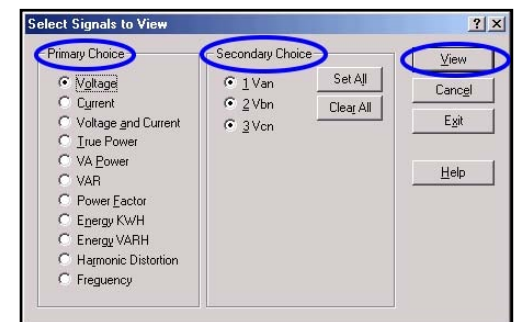 Select Signals to View
Primary Choice
Voltage
Current
Voltage and Current
True Power
VA Power
VAR
Power Factor
Energy KWH
Energy VARH
Harmonic Distortion
Freguency
Secondary Choice
1 Van
2 Vbn
3 Vcn
Set All
Clear All
View
Cancel
Exit
Help